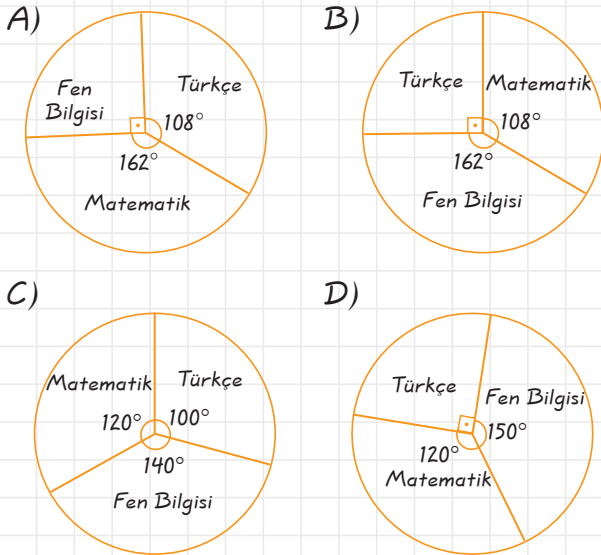 A)
Fen
Bilgisi
Türkçe
108°
162°
Matematik
B)
Türkçe
Matematik
108°
162°
Fen Bilgisi
C)
Matematik
Türkçe
120°
100°
140°
Fen Bilgisi
D)
Türkçe
Fen Bilgisi
150°
120°
Matematik